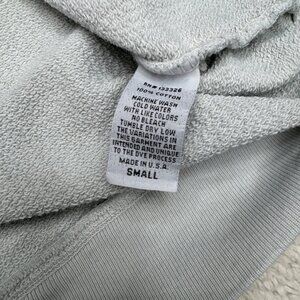 RN# 133326
100% COTTON
MACHINE WASH
COLD WATER
WITH LIKE COLORS
NO BLEACH
TUMBLE DRY LOW
THE VARIATIONS IN
THIS GARMENT ARE
INTENDED AND UNIQUE
TO THE DYE PROCESS
MADE IN U.S.A.
SMALL